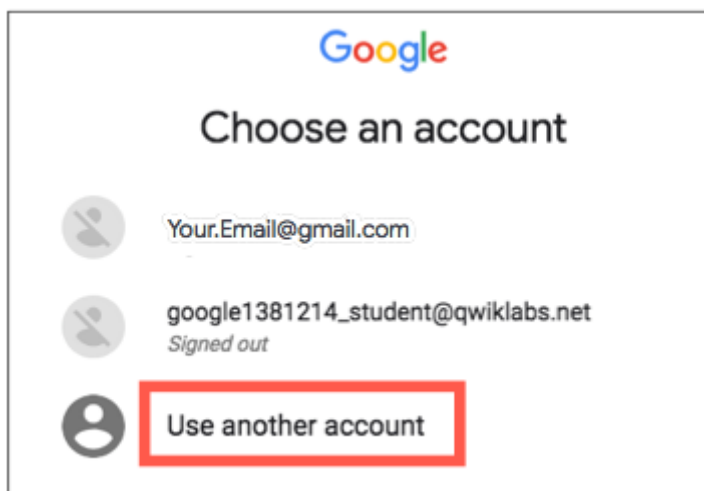 Google
Choose an account
Your.Email@gmail.com
google1381214_student@qwiklabs.net
Signed out
Use another account